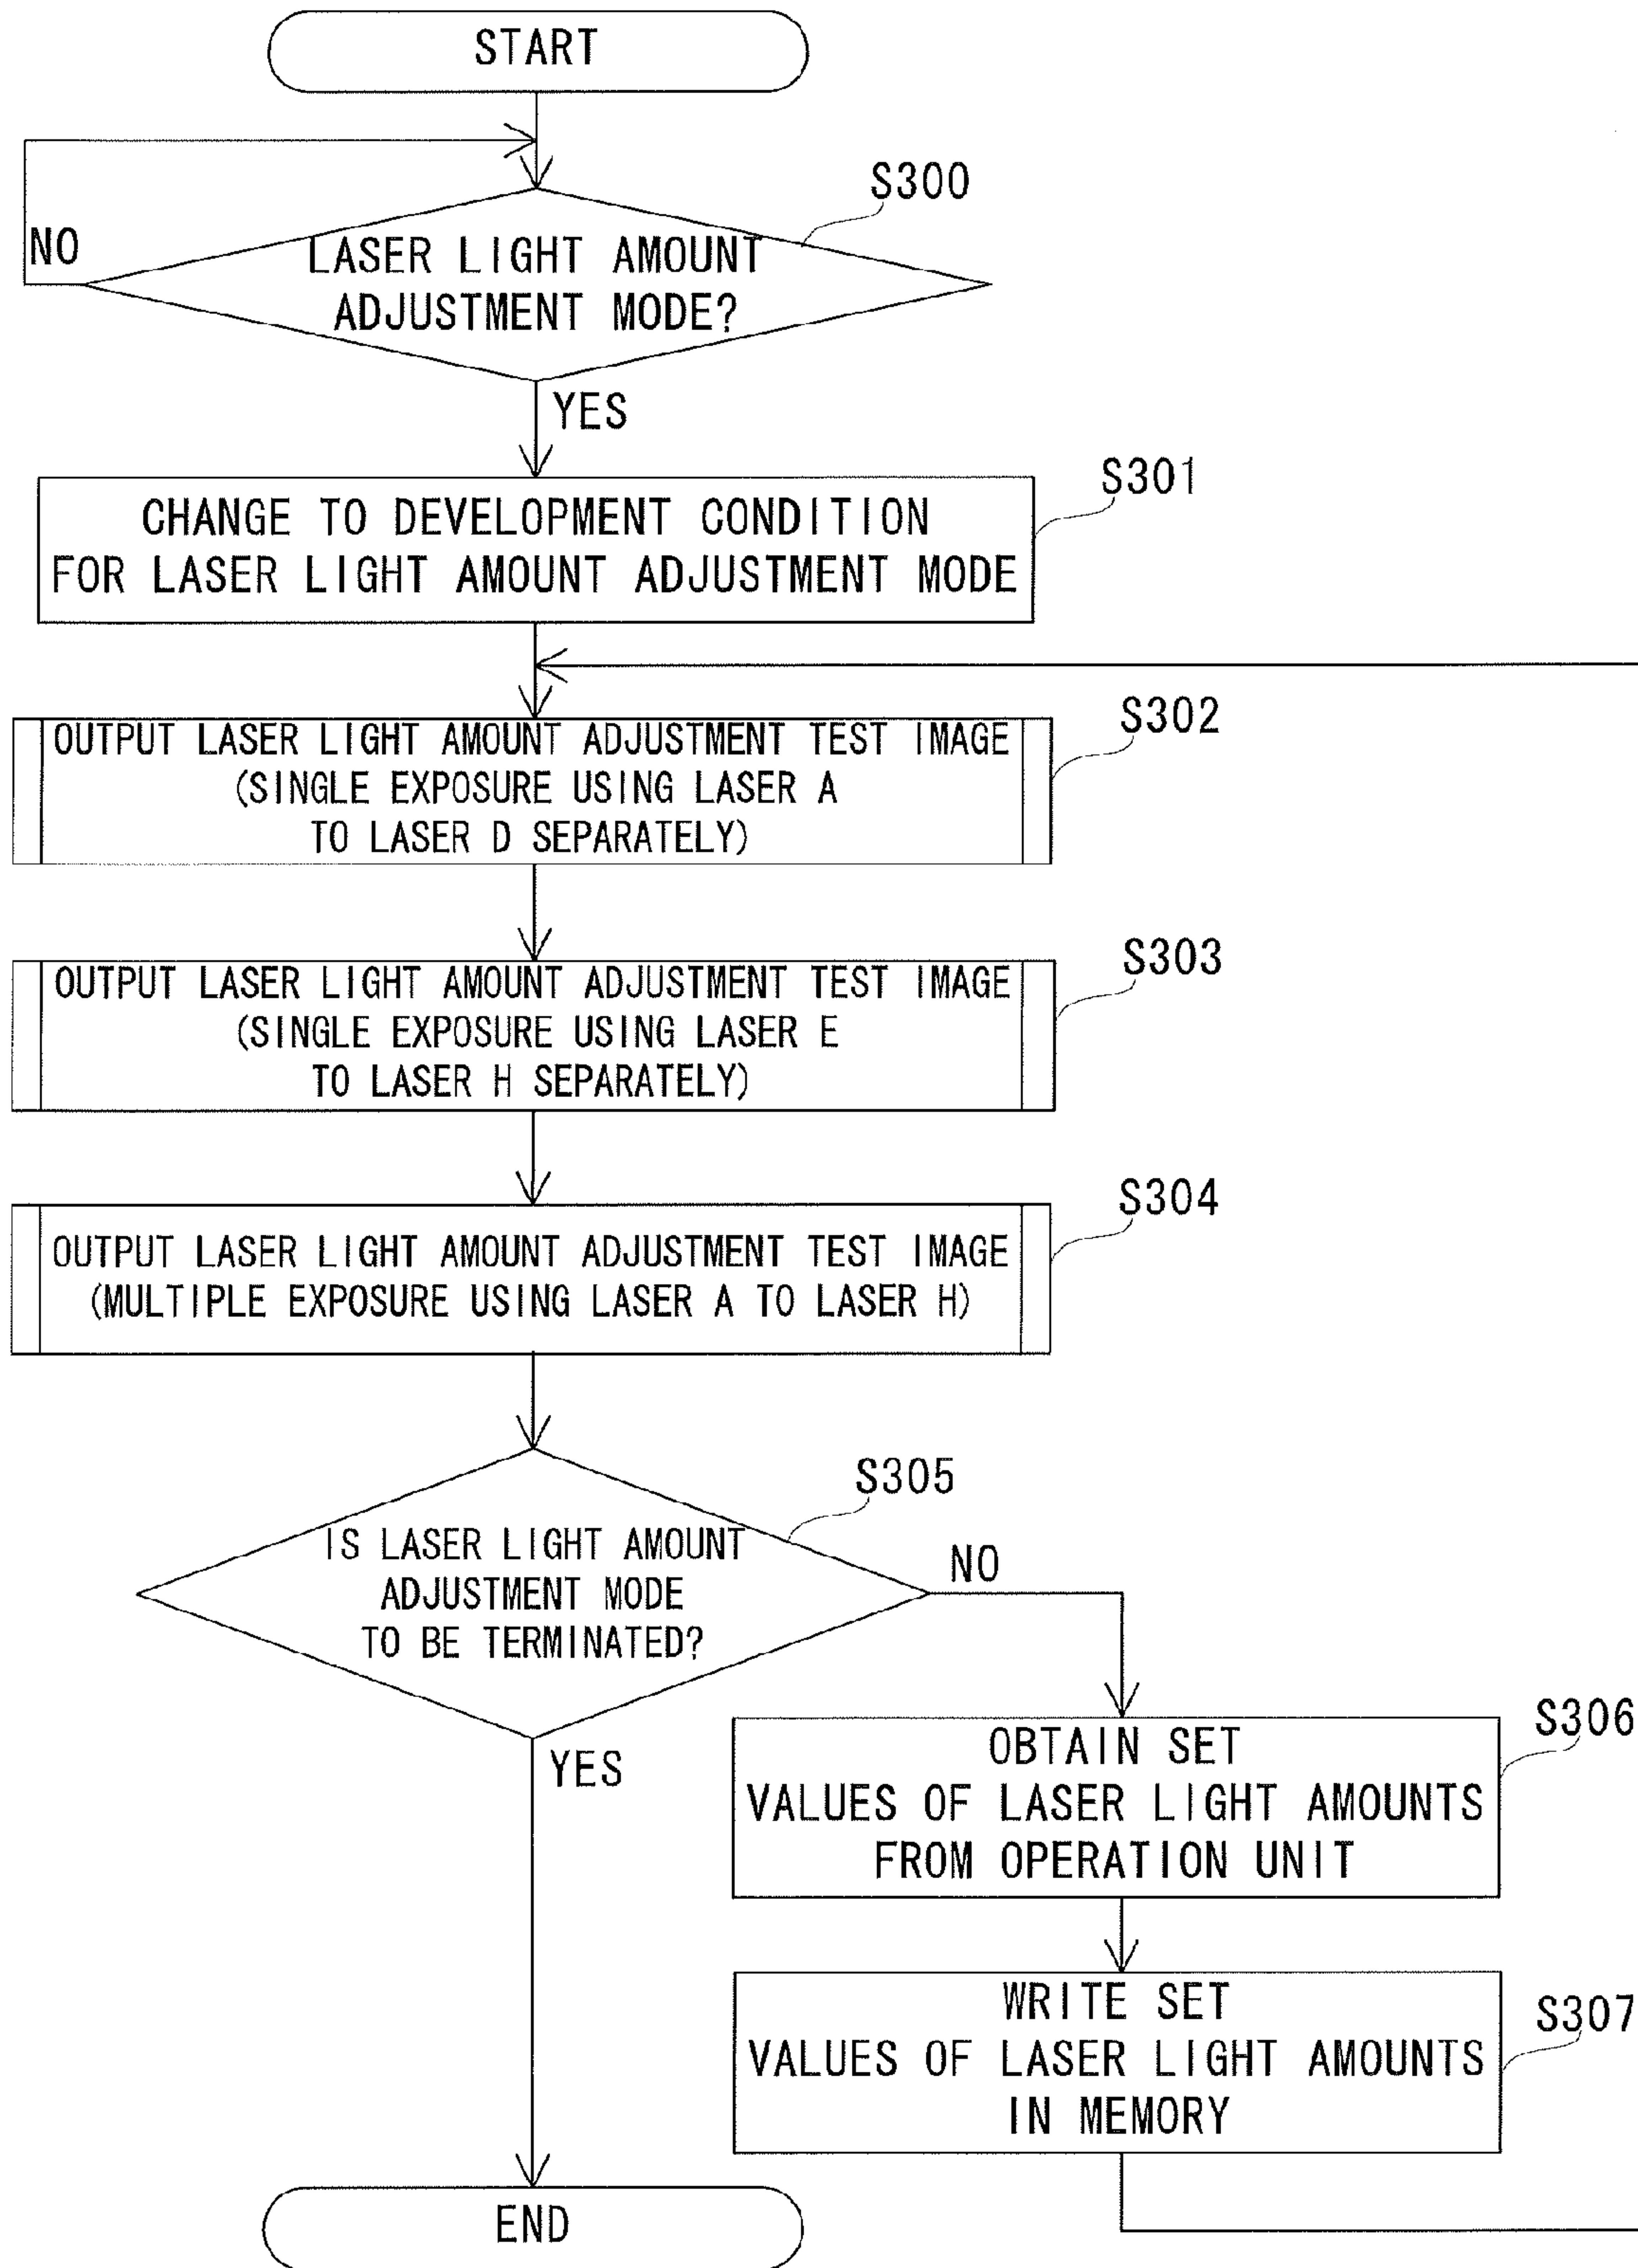 START
S300
NO
LASER LIGHT AMOUNT
ADJUSTMENT MODE?
YES
S301
CHANGE TO DEVELOPMENT CONDITION
FOR LASER LIGHT AMOUNT ADJUSTMENT MODE
S302
OUTPUT LASER LIGHT AMOUNT ADJUSTMENT TEST IMAGE
(SINGLE EXPOSURE USING LASER A
TO LASER D SEPARATELY)
S303
OUTPUT LASER LIGHT AMOUNT ADJUSTMENT TEST IMAGE
(SINGLE EXPOSURE USING LASER E
TO LASER H SEPARATELY)
S304
OUTPUT LASER LIGHT AMOUNT ADJUSTMENT TEST IMAGE
(MULTIPLE EXPOSURE USING LASER A TO LASER H)
S305
IS LASER LIGHT AMOUNT
ADJUSTMENT MODE
TO BE TERMINATED?
NO
YES
S306
OBTAIN SET
VALUES OF LASER LIGHT AMOUNTS
FROM OPERATION UNIT
S307
WRITE SET
VALUES OF LASER LIGHT AMOUNTS
IN MEMORY
END